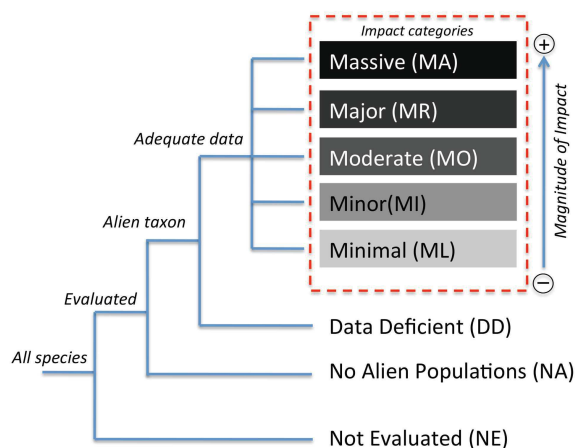 Impact categories
Massive (MA)
Major (MR)
Adequate data
Moderate (MO)
Minor(MI)
Alien taxon
Minimal (ML)
Magnitude of Impact
Evaluated
Data Deficient (DD)
All species
No Alien Populations (NA)
Not Evaluated (NE)